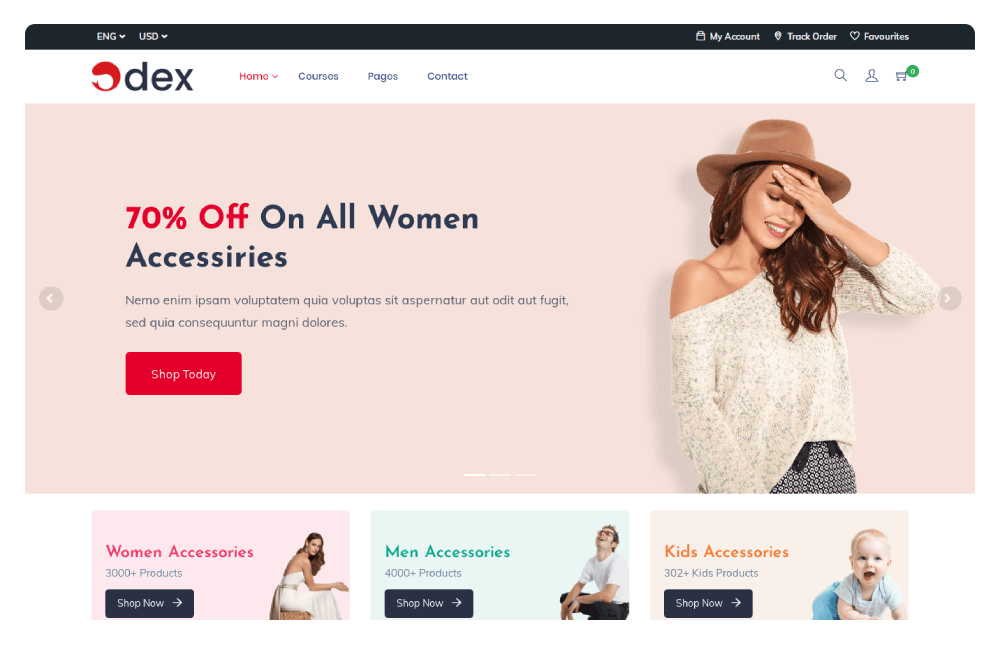 ENG USD My Account Track Order Favourites
dex Home Courses Pages Contact 0
70% Off On All Women
Accessiries
Nemo enim ipsam voluptatem quia voluptas sit aspernatur aut odit aut fugit,
sed quia consequuntur magni dolores.
Shop Today
Women Accessories
3000+ Products
Shop Now
Men Accessories
4000+ Products
Shop Now
Kids Accessories
302+ Kids Products
Shop Now